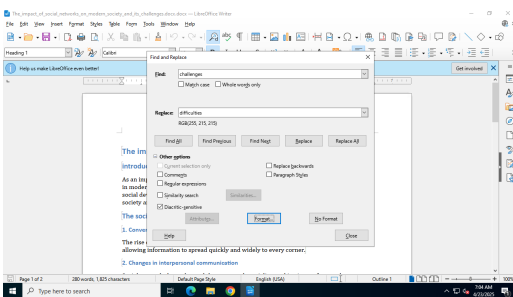 The_impact_of_social_networks_on_modern_society_and_its_challenges.docx — LibreOffice Writer
File Edit View Insert Format Styles Table Form Tools Window Help
Heading 1
Calibri
Help us make LibreOffice even better!
Get involved
Find and Replace
Find:
challenges
Match case
Whole words only
Replace:
difficulties
RGB(255, 215, 215)
Find All
Find Previous
Find Next
Replace
Replace All
Other options
Current selection only
Replace backwards
Comments
Paragraph Styles
Regular expressions
Similarity search
Similarities...
Diacritic-sensitive
Attributes...
Format...
No Format
Help
Close
The im
introdu
As an imp
in modern
social det
society a
The soci
1. Conver
The rise
allowing information to spread quickly and widely to every corner.
2. Changes in interpersonal communication
Page 1 of 2
280 words, 1,825 characters
Default Page Style
English (USA)
Outline 1
100%
Type here to search
7:04 AM
4/23/2025